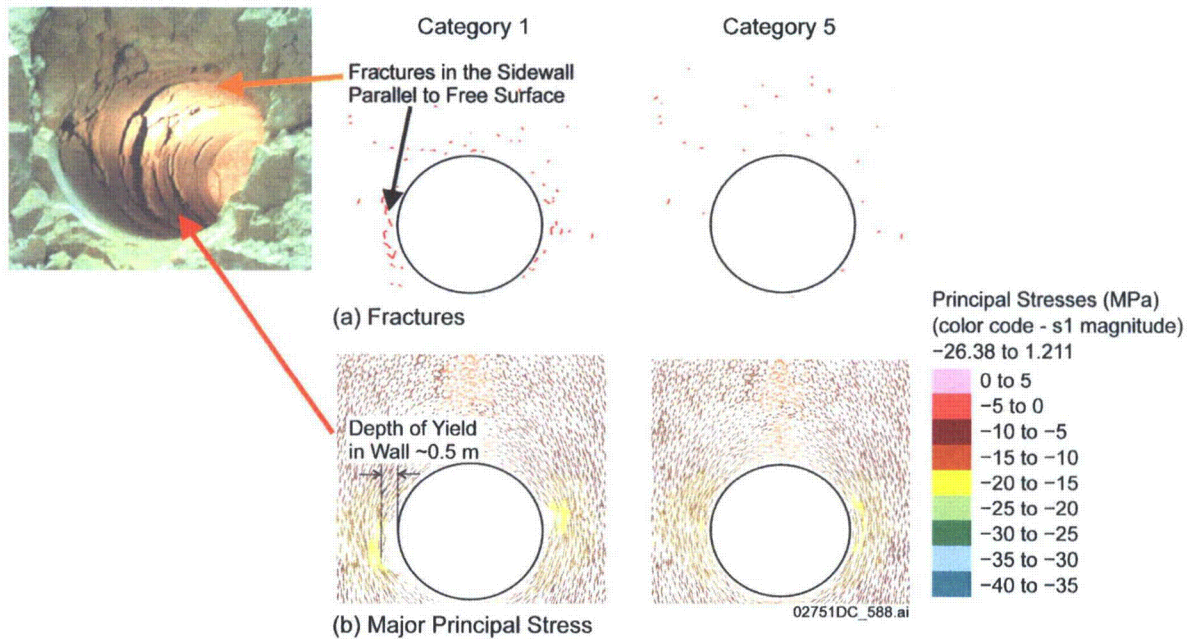 Category 1
Category 5
Fractures in the Sidewall
Parallel to Free Surface
(a) Fractures
Principal Stresses (MPa)
(color code - s1 magnitude)
−26.38 to 1.211
0 to 5
−5 to 0
−10 to −5
−15 to −10
−20 to −15
−25 to −20
−30 to −25
−35 to −30
−40 to −35
Depth of Yield
in Wall ~0.5 m
02751DC_588.ai
(b) Major Principal Stress